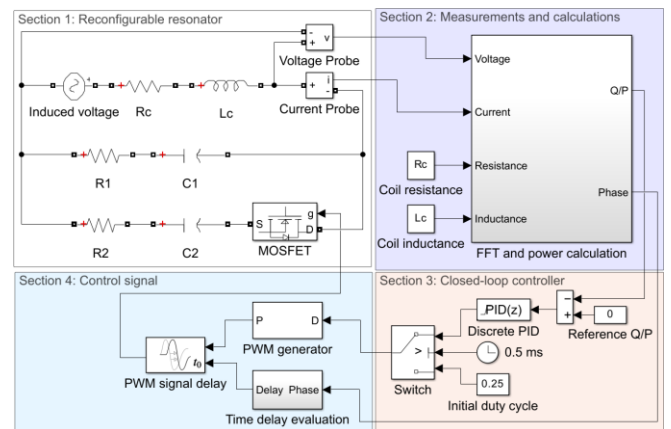 Section 1: Reconfigurable resonator
Section 2: Measurements and calculations
- v
+
Voltage Probe
Voltage
Q/P
Induced voltage
Rc
Lc
+ i
-
Current Probe
Current
R1
C1
Rc
Coil resistance
Resistance
Phase
Lc
Coil inductance
Inductance
FFT and power calculation
R2
C2
S g
D
MOSFET
Section 4: Control signal
Section 3: Closed-loop controller
P D
PWM generator
t0
PWM signal delay
Delay Phase
Time delay evaluation
>
Switch
PID(z)
Discrete PID
-
+
0
Reference Q/P
0.5 ms
0.25
Initial duty cycle